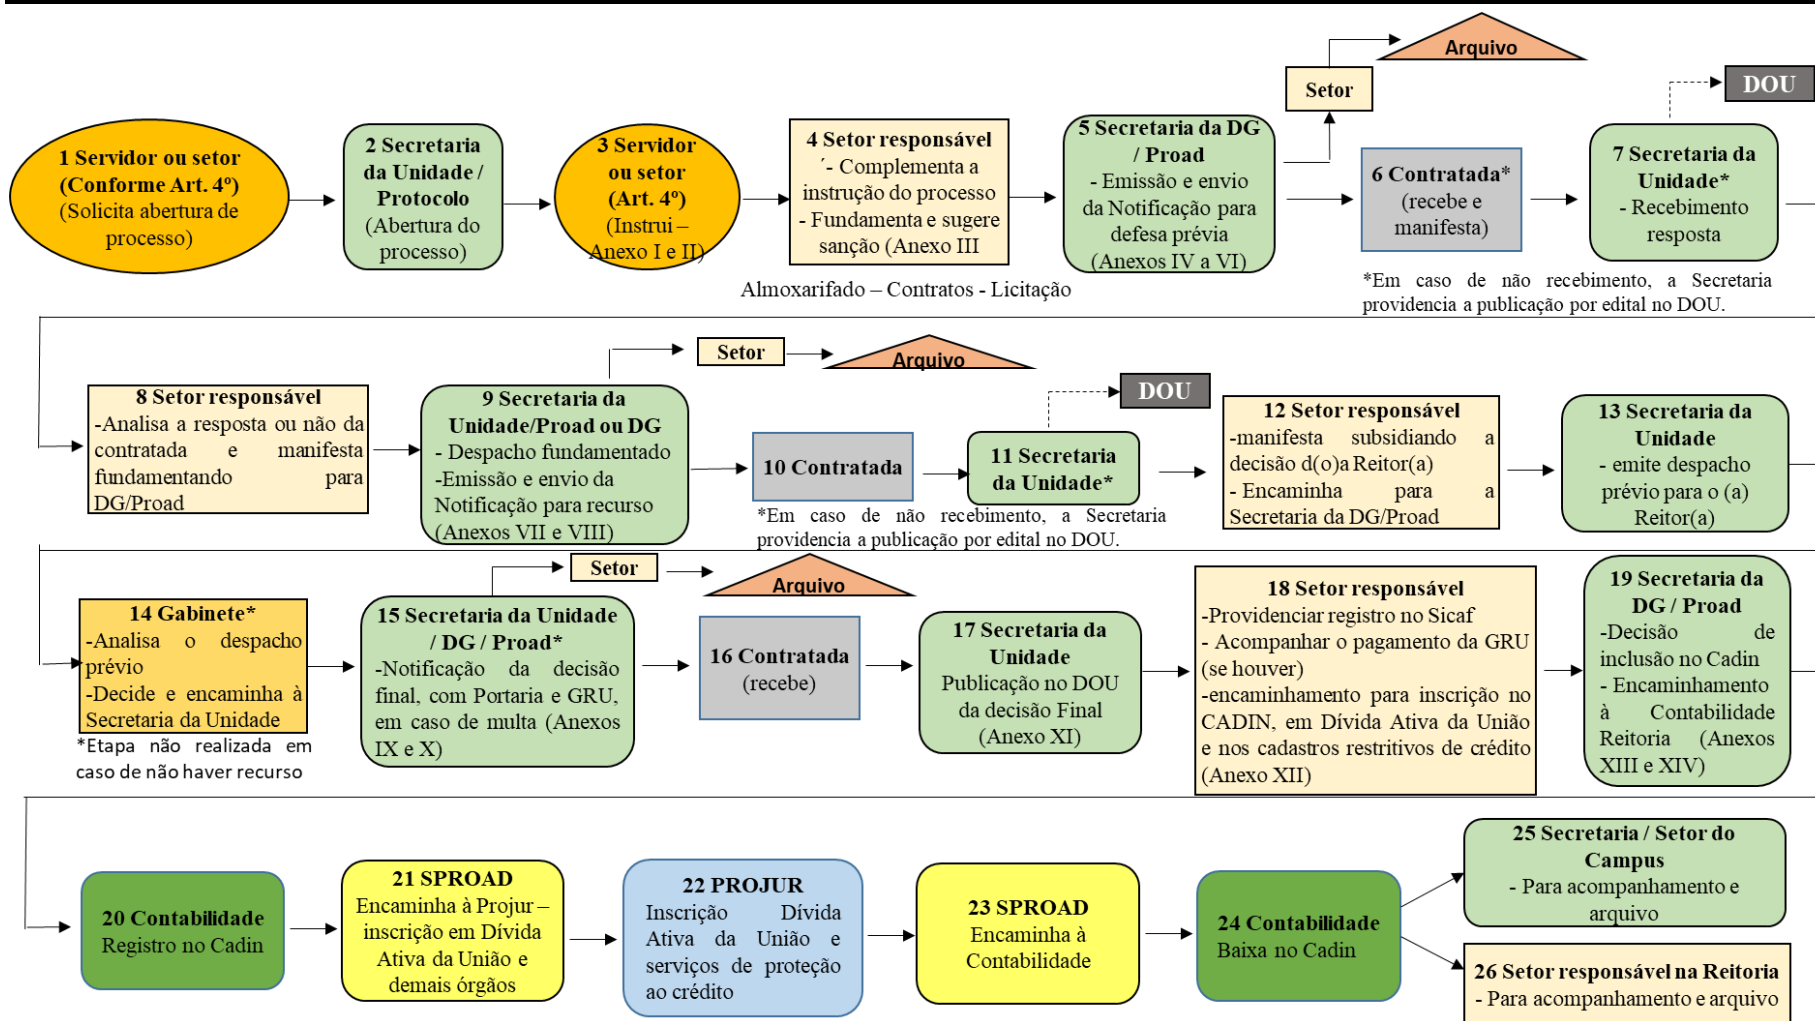 1 Servidor ou setor
(Conforme Art. 4º)
(Solicita abertura de
processo)
2 Secretaria
da Unidade /
Protocolo
(Abertura do
processo)
3 Servidor
ou setor
(Art. 4º)
(Instrui –
Anexo I e II)
4 Setor responsável
´- Complementa a
instrução do processo
- Fundamenta e sugere
sanção (Anexo III
Almoxarifado – Contratos - Licitação
5 Secretaria da DG
/ Proad
- Emissão e envio
da Notificação para
defesa prévia
(Anexos IV a VI)
Setor
Arquivo
6 Contratada*
(recebe e
manifesta)
7 Secretaria da
Unidade*
- Recebimento
resposta
DOU
*Em caso de não recebimento, a Secretaria
providencia a publicação por edital no DOU.
8 Setor responsável
-Analisa a resposta ou não da
contratada e manifesta
fundamentando para
DG/Proad
9 Secretaria da
Unidade/Proad ou DG
- Despacho fundamentado
-Emissão e envio da
Notificação para recurso
(Anexos VII e VIII)
Setor
Arquivo
10 Contratada
11 Secretaria
da Unidade*
DOU
*Em caso de não recebimento, a Secretaria
providencia a publicação por edital no DOU.
12 Setor responsável
-manifesta subsidiando a
decisão d(o)a Reitor(a)
- Encaminha para a
Secretaria da DG/Proad
13 Secretaria da
Unidade
- emite despacho
prévio para o (a)
Reitor(a)
14 Gabinete*
-Analisa o despacho
prévio
-Decide e encaminha à
Secretaria da Unidade
*Etapa não realizada em
caso de não haver recurso
15 Secretaria da Unidade
/ DG / Proad*
-Notificação da decisão
final, com Portaria e GRU,
em caso de multa (Anexos
IX e X)
Setor
Arquivo
16 Contratada
(recebe)
17 Secretaria da
Unidade
Publicação no DOU
da decisão Final
(Anexo XI)
18 Setor responsável
-Providenciar registro no Sicaf
- Acompanhar o pagamento da GRU
(se houver)
-encaminhamento para inscrição no
CADIN, em Dívida Ativa da União
e nos cadastros restritivos de crédito
(Anexo XII)
19 Secretaria da
DG / Proad
-Decisão de
inclusão no Cadin
- Encaminhamento
à Contabilidade
Reitoria (Anexos
XIII e XIV)
20 Contabilidade
Registro no Cadin
21 SPROAD
Encaminha à Projur –
inscrição em Dívida
Ativa da União e
demais órgãos
22 PROJUR
Inscrição Dívida
Ativa da União e
serviços de proteção
ao crédito
23 SPROAD
Encaminha à
Contabilidade
24 Contabilidade
Baixa no Cadin
25 Secretaria / Setor do
Campus
- Para acompanhamento e
arquivo
26 Setor responsável na Reitoria
- Para acompanhamento e arquivo